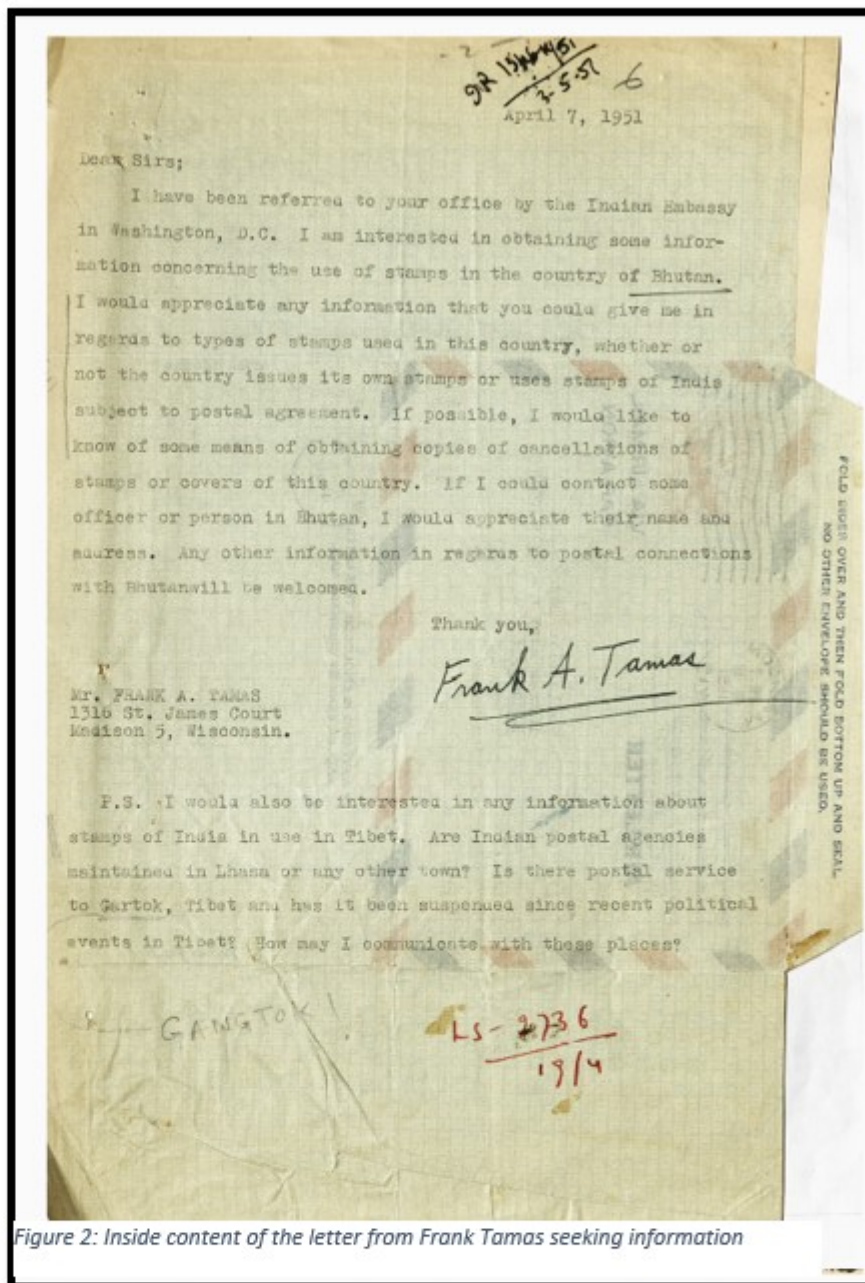 6
April 7, 1951
Dear Sirs;
I have been referred to your office by the Indian Embassy
in Washington, D.C. I am interested in obtaining some infor-
mation concerning the use of stamps in the country of Bhutan.
I would appreciate any information that you could give me in
regards to types of stamps used in this country, whether or
not the country issues its own stamps or uses stamps of Indis
subject to postal agreement. If possible, I would like to
know of some means of obtaining copies of cancellations of
stamps or covers of this country. If I could contact some
officer or person in Bhutan, I would appreciate their name and
address. Any other information in regards to postal connections
with Bhutanwill be welcomed.
Thank you,
Frank A. Tamas
Mr. FRANK A. TAMAS
1316 St. James Court
Madison 5, Wisconsin.
P.S. I would also be interested in any information about
stamps of India in use in Tibet. Are Indian postal agencies
maintained in Lhasa or any other town? Is there postal service
to Gartok, Tibet and has it been suspended since recent political
events in Tibet? How may I communicate with these places?
GANGTOK!
LS-2736
19/4
FOLD UNDER OVER AND THEN FOLD BOTTOM UP AND SEAL
NO OTHER ENVELOPE SHOULD BE USED.
Figure 2: Inside content of the letter from Frank Tamas seeking information